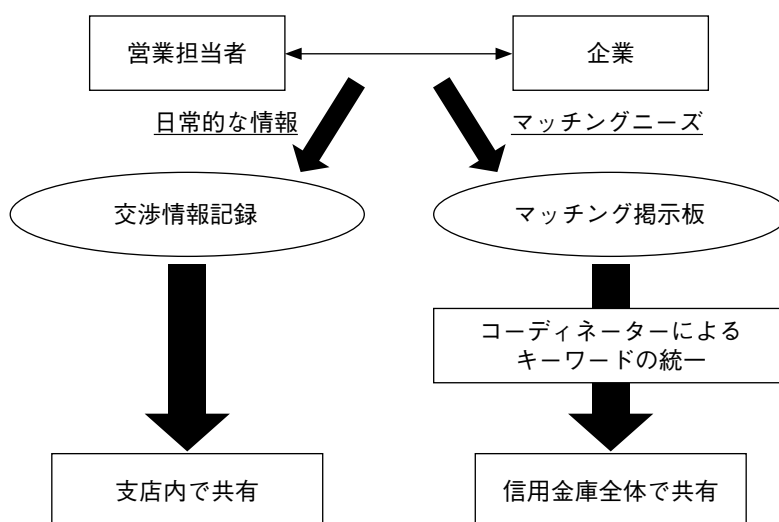 営業担当者
企業
日常的な情報
マッチングニーズ
交渉情報記録
マッチング掲示板
コーディネーターによる
キーワードの統一
支店内で共有
信用金庫全体で共有